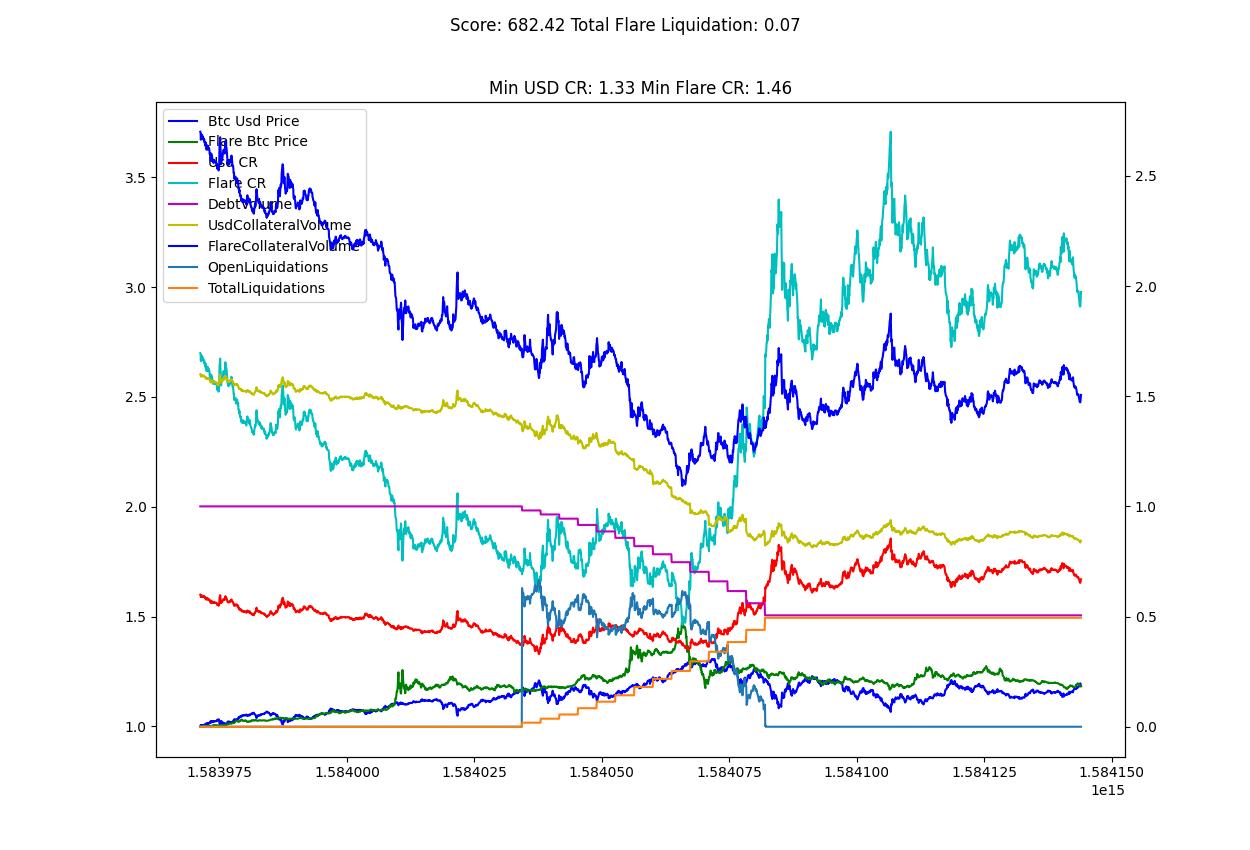 Score: 682.42 Total Flare Liquidation: 0.07
Min USD CR: 1.33 Min Flare CR: 1.46
Btc Usd Price
Flare Btc Price
Usd CR
Flare CR
DebtVolume
UsdCollateralVolume
FlareCollateralVolume
OpenLiquidations
TotalLiquidations
3.5
3.0
2.5
2.0
1.5
1.0
2.5
2.0
1.5
1.0
0.5
0.0
1.583975 1.584000 1.584025 1.584050 1.584075 1.584100 1.584125 1.584150
1e15